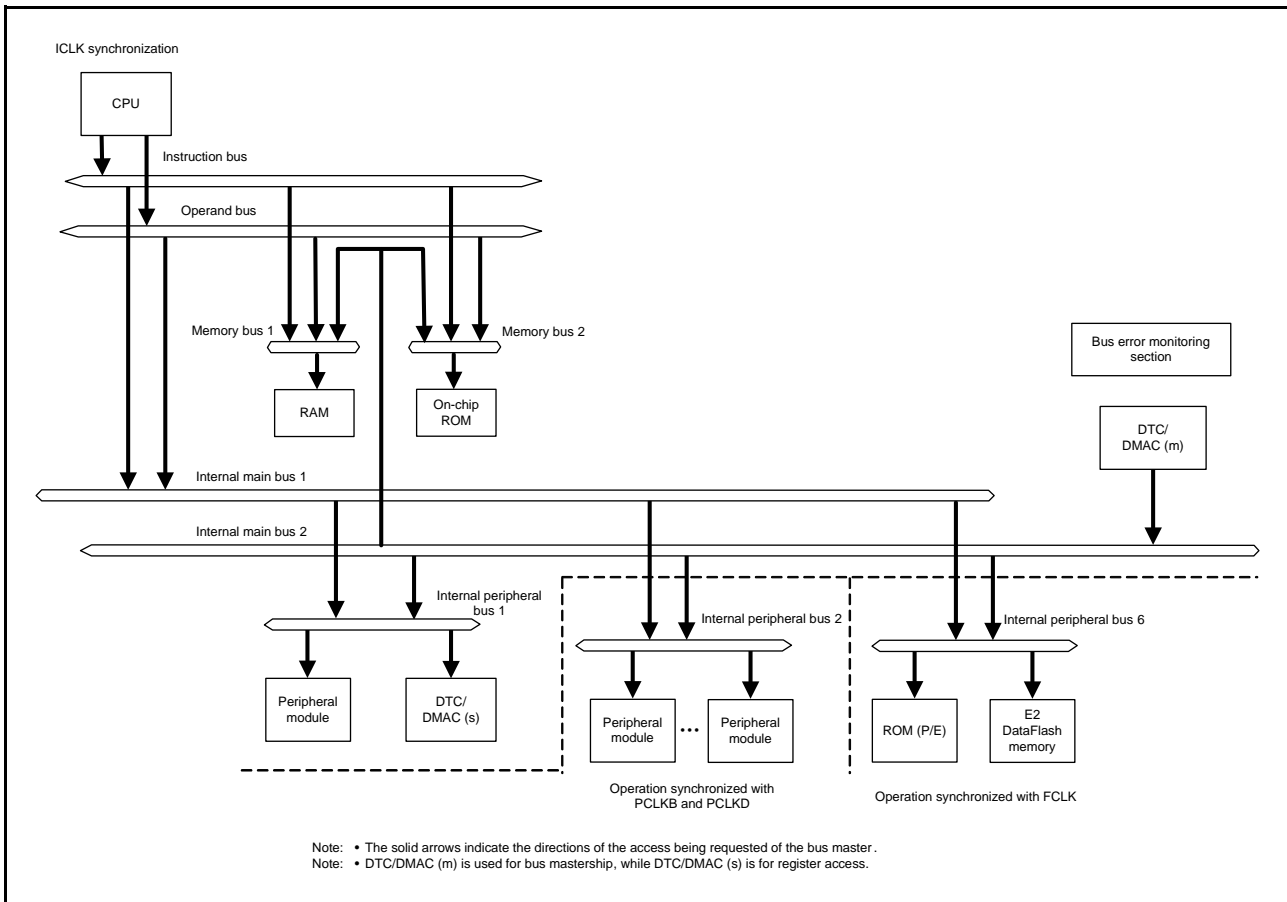 ICLK synchronization
CPU
Instruction bus
Operand bus
Memory bus 1
Memory bus 2
RAM
On-chip
ROM
Bus error monitoring
section
DTC/
DMAC (m)
Internal main bus 1
Internal main bus 2
Internal peripheral
bus 1
Internal peripheral bus 2
Internal peripheral bus 6
Peripheral
module
DTC/
DMAC (s)
Peripheral
module
...
Peripheral
module
ROM (P/E)
E2
DataFlash
memory
Operation synchronized with
PCLKB and PCLKD
Operation synchronized with FCLK
Note: • The solid arrows indicate the directions of the access being requested of the bus master.
Note: • DTC/DMAC (m) is used for bus mastership, while DTC/DMAC (s) is for register access.